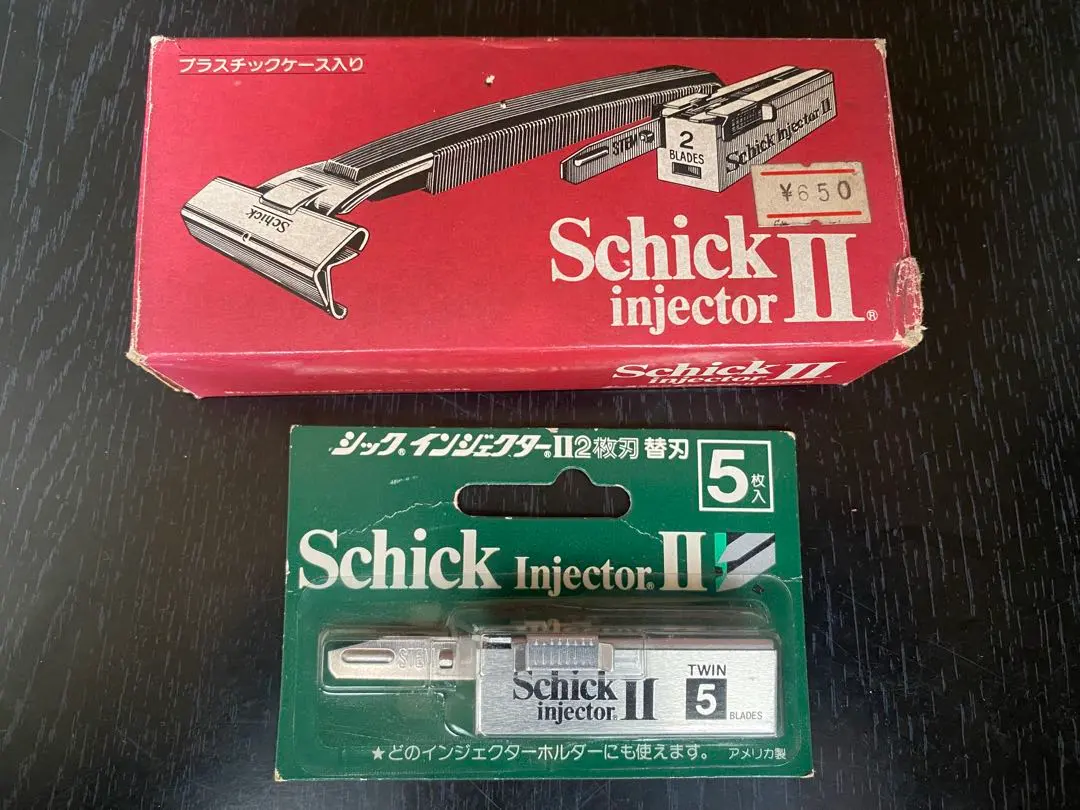 プラスチックケース入り
Schick
STEM
2
BLADES
Schick injector II
¥650
Schick
injector II®
Schick
injector II
シック®インジェクター®II2枚刃 替刃
5
枚入
Schick Injector® II
STEM
Schick
injector® II
TWIN
5
BLADES
★どのインジェクターホルダーにも使えます。
アメリカ製